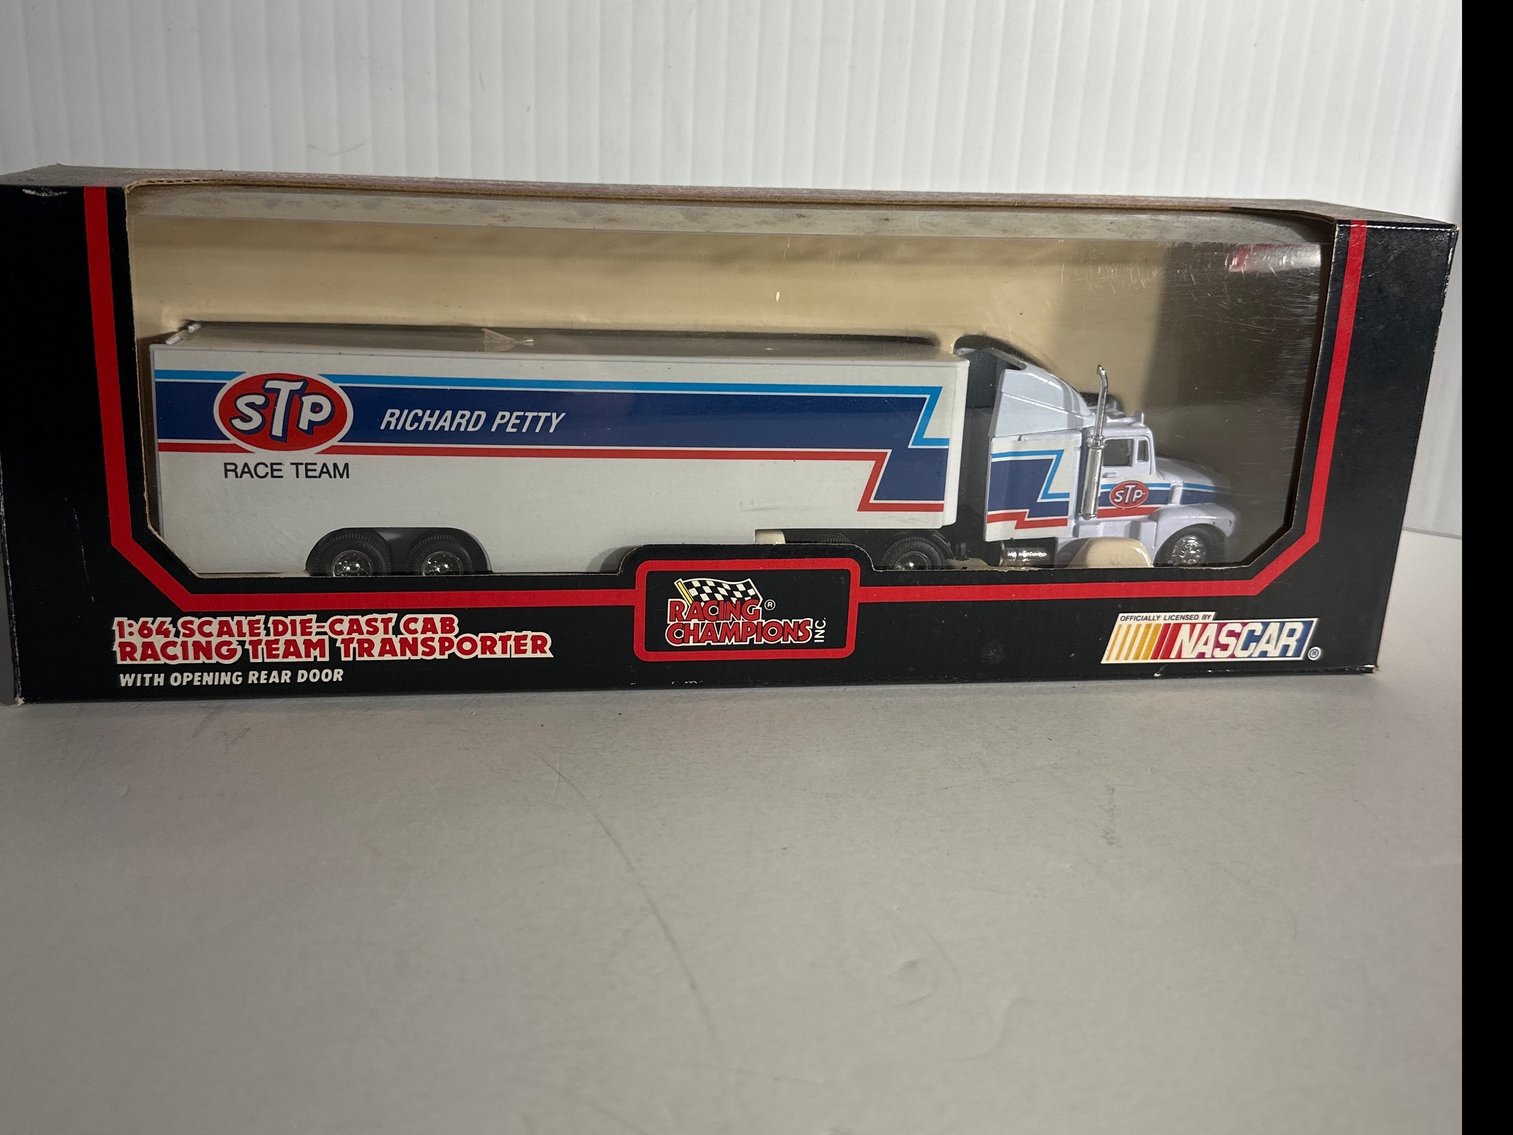 STP
RICHARD PETTY
RACE TEAM
STP
1:64 SCALE DIE-CAST CAB
RACING TEAM TRANSPORTER
WITH OPENING REAR DOOR
RACING ®
CHAMPIONS INC.
OFFICIALLY LICENSED BY
NASCAR ®